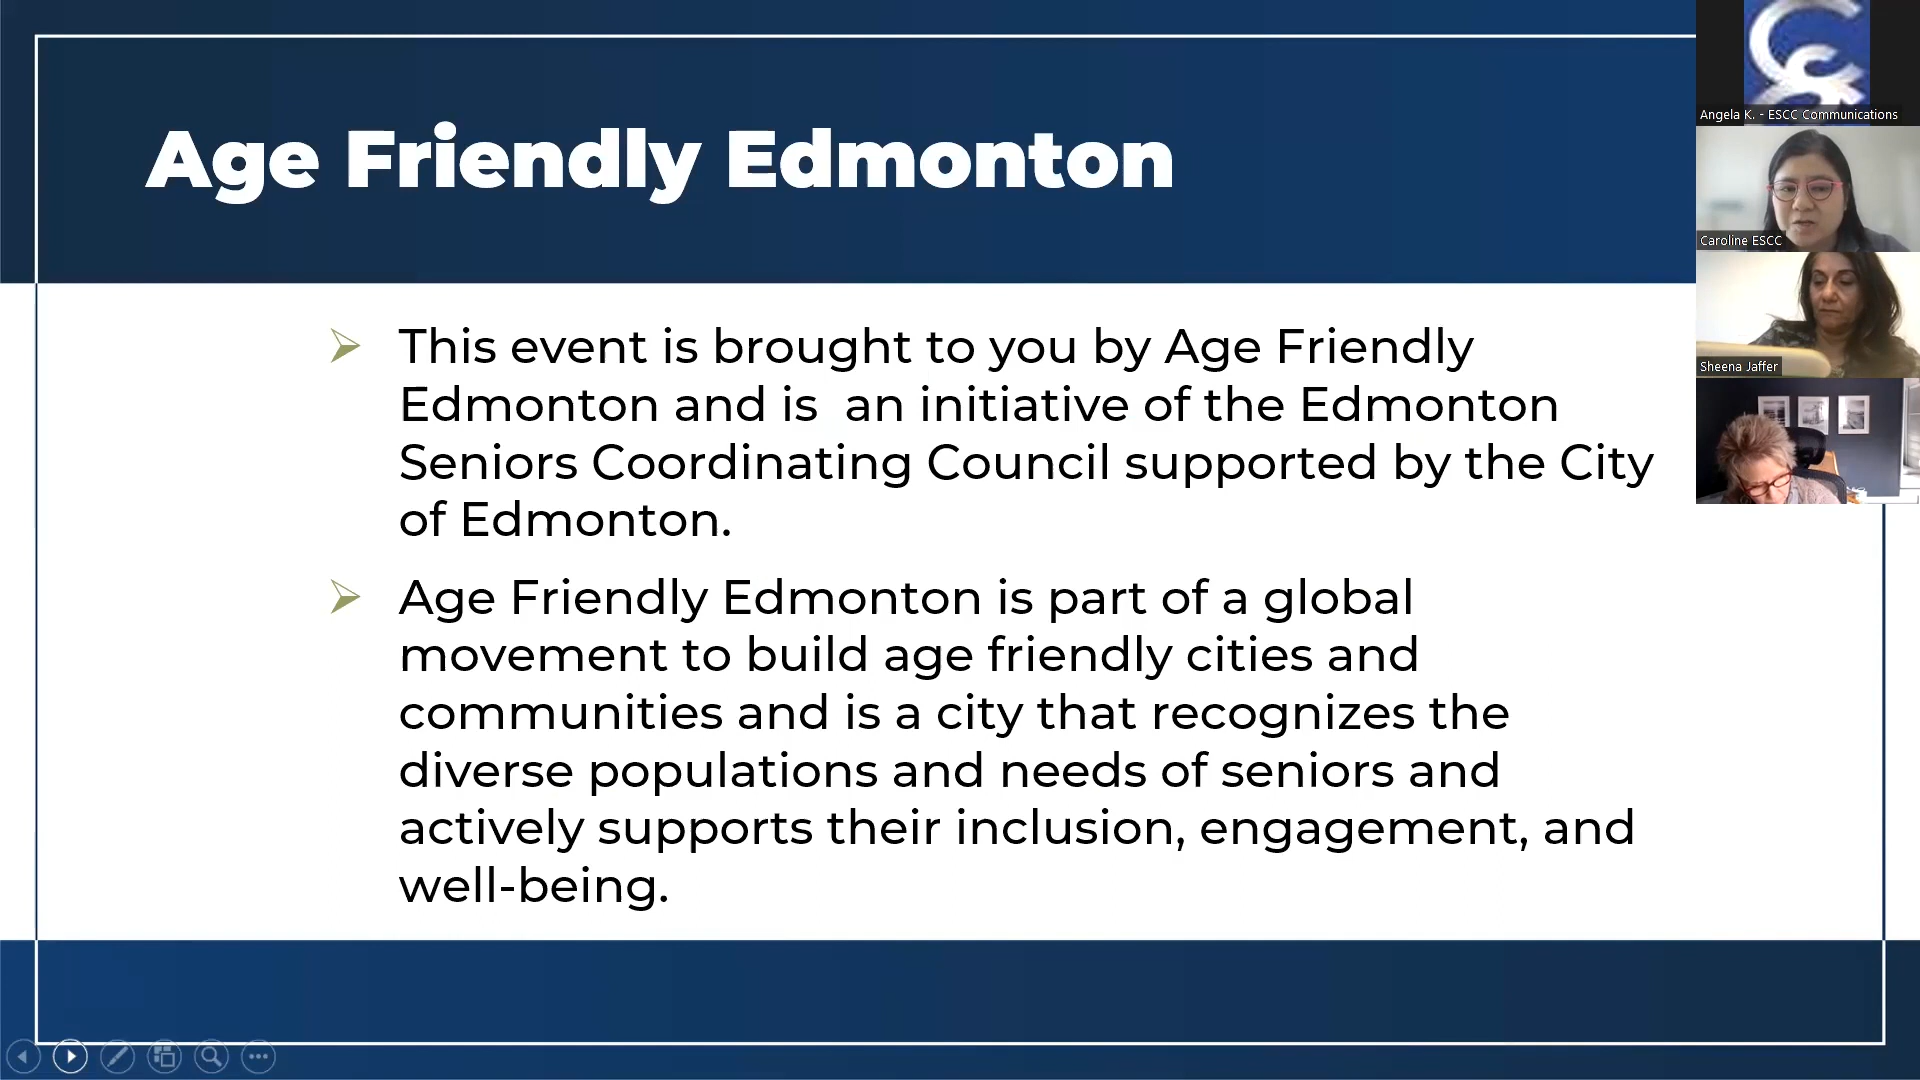 Age Friendly Edmonton
This event is brought to you by Age Friendly
Edmonton and is  an initiative of the Edmonton
Seniors Coordinating Council supported by the City
of Edmonton.
Age Friendly Edmonton is part of a global
movement to build age friendly cities and
communities and is a city that recognizes the
diverse populations and needs of seniors and
actively supports their inclusion, engagement, and
well-being.
Angela K. - ESCC Communications
Caroline ESCC
Sheena Jaffer